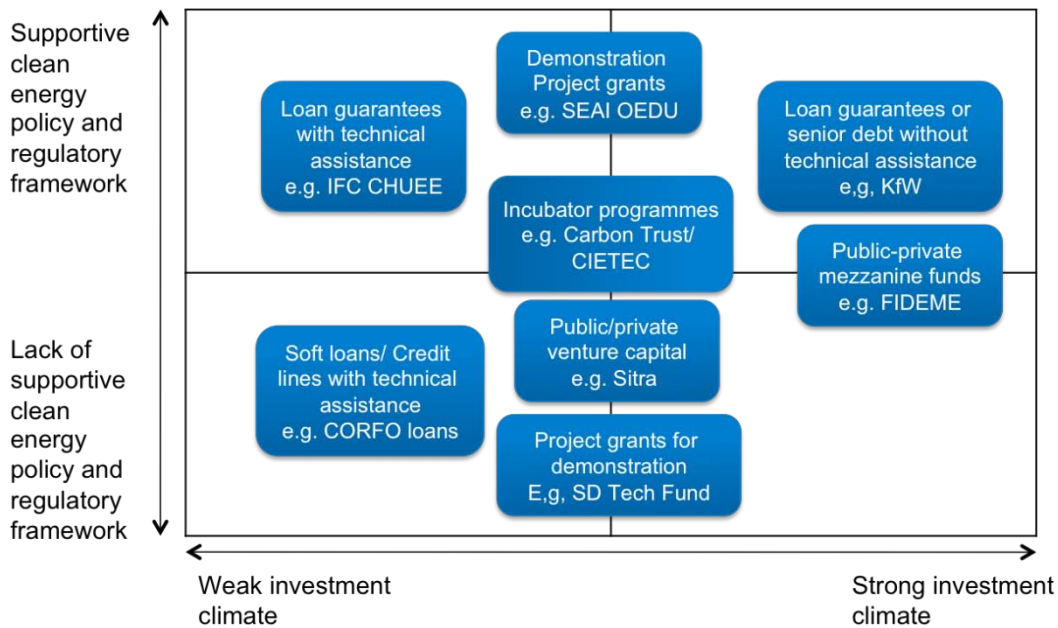 Supportive
clean
energy
policy and
regulatory
framework
Lack of
supportive
clean
energy
policy and
regulatory
framework
Loan guarantees
with technical
assistance
e.g. IFC CHUEE
Demonstration
Project grants
e.g. SEAI OEDU
Loan guarantees or
senior debt without
technical assistance
e,g, KfW
Incubator programmes
e.g. Carbon Trust/
CIETEC
Public-private
mezzanine funds
e.g. FIDEME
Soft loans/ Credit
lines with technical
assistance
e.g. CORFO loans
Public/private
venture capital
e.g. Sitra
Project grants for
demonstration
E,g, SD Tech Fund
Weak investment
climate
Strong investment
climate